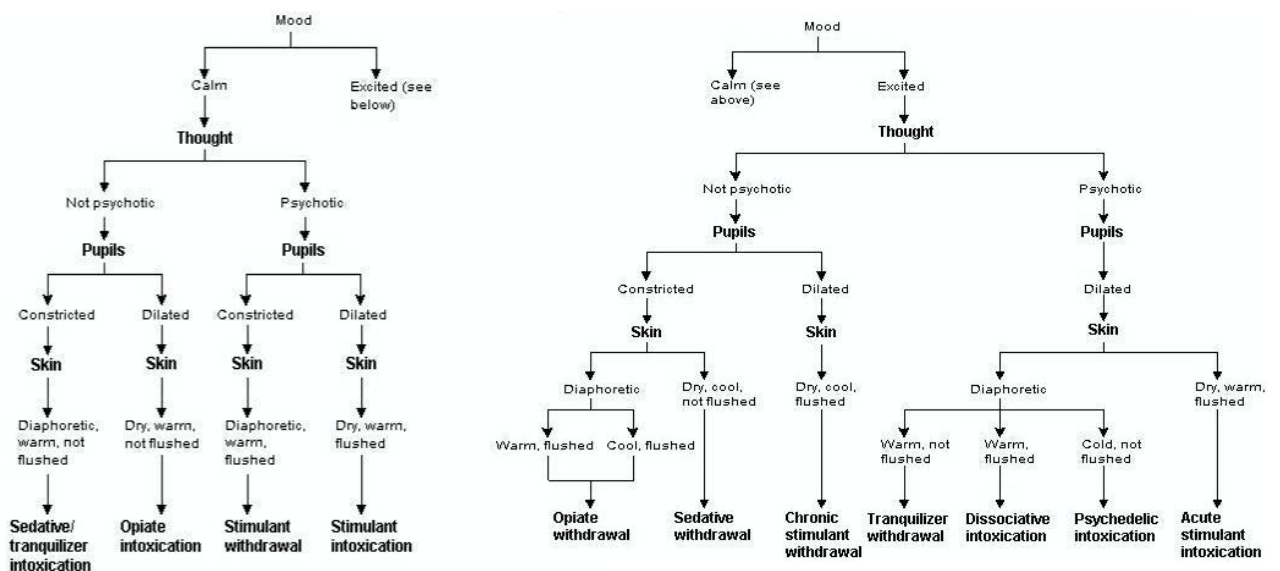 Mood
Calm
Excited (see
below)
Thought
Not psychotic
Psychotic
Pupils
Pupils
Constricted
Dilated
Constricted
Dilated
Skin
Skin
Skin
Skin
Diaphoretic,
warm, not
flushed
Dry, warm,
not flushed
Diaphoretic,
warm,
flushed
Dry, warm,
flushed
Sedative/
tranquilizer
intoxication
Opiate
intoxication
Stimulant
withdrawal
Stimulant
intoxication
Mood
Calm (see
above)
Excited
Thought
Not psychotic
Psychotic
Pupils
Pupils
Constricted
Dilated
Dilated
Skin
Skin
Skin
Diaphoretic
Dry, cool,
not flushed
Dry, cool,
flushed
Diaphoretic
Dry, warm,
flushed
Warm, flushed
Cool, flushed
Warm, not
flushed
Warm,
flushed
Cold, not
flushed
Opiate
withdrawal
Sedative
withdrawal
Chronic
stimulant
withdrawal
Tranquilizer
withdrawal
Dissociative
intoxication
Psychedelic
intoxication
Acute
stimulant
intoxication